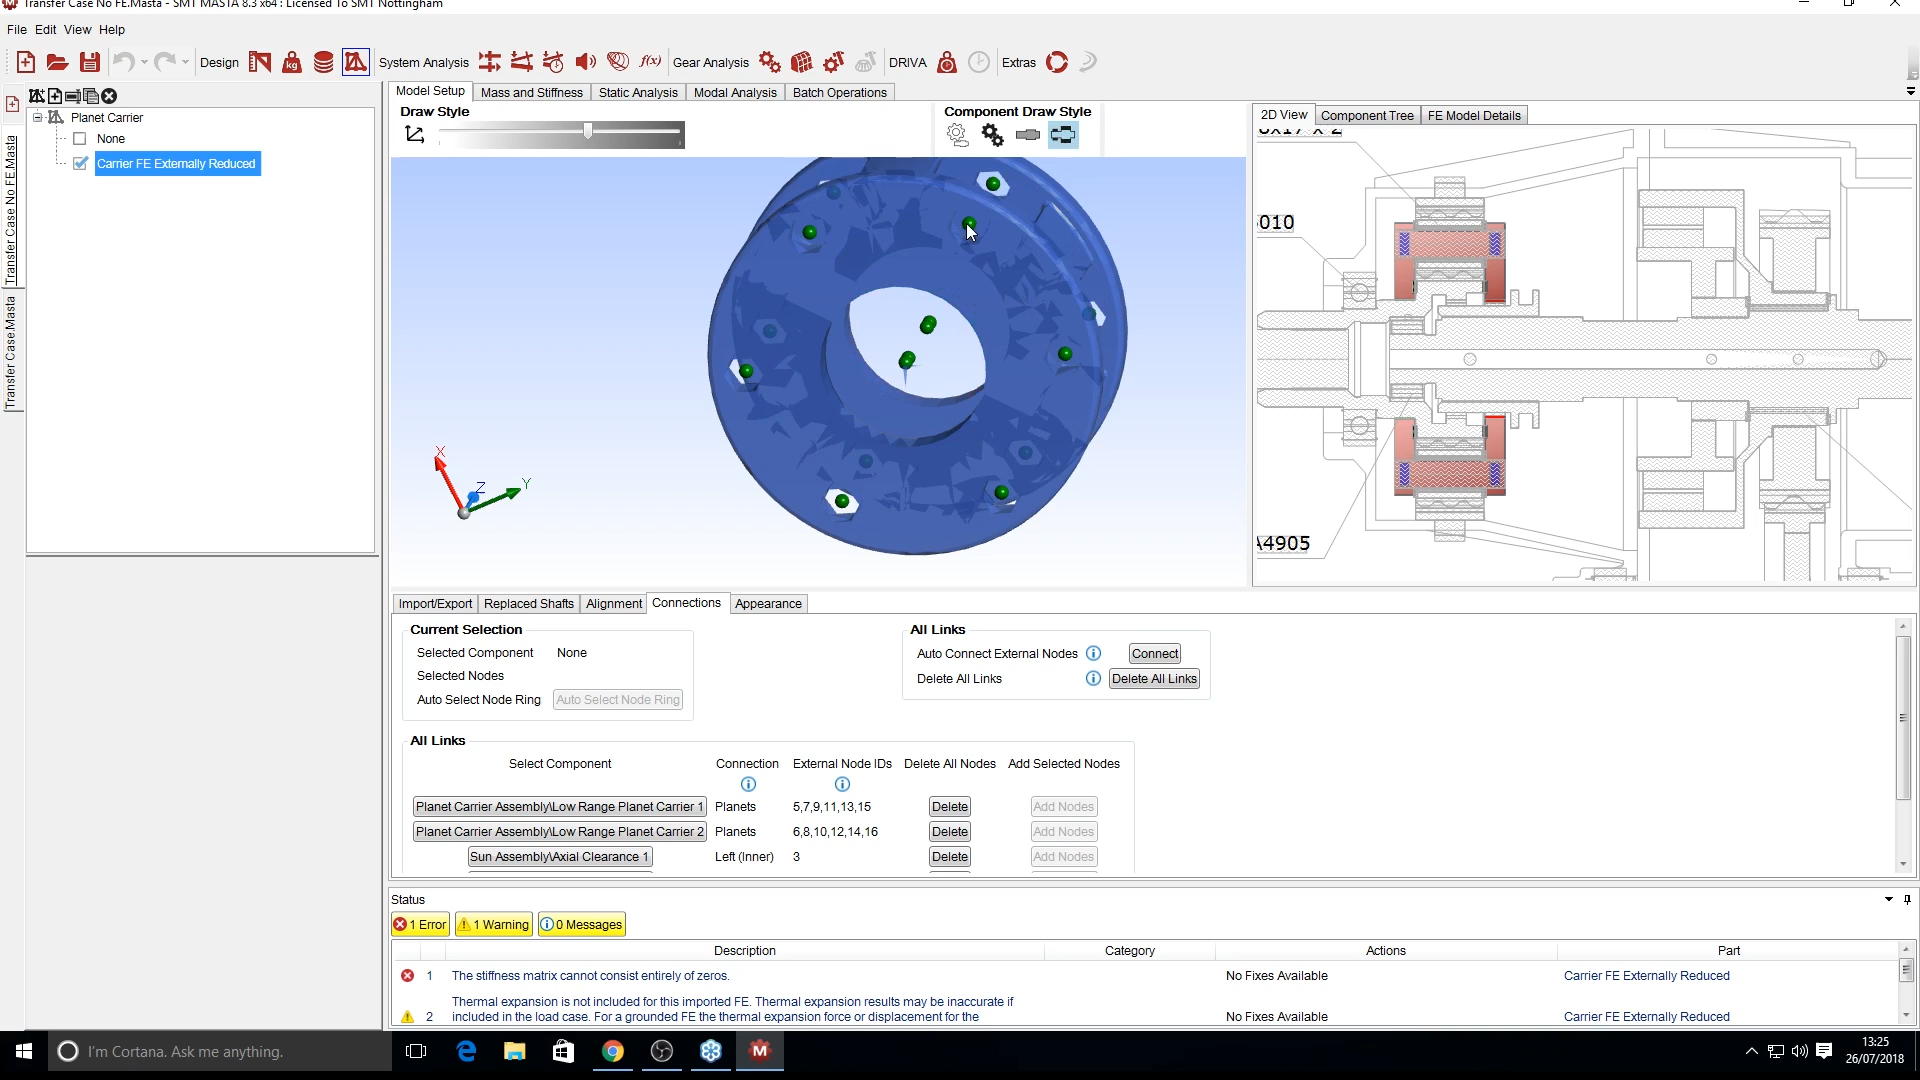 Transfer Case No FE.Masta - SMT MASTA 8.3 x64 : Licensed To SMT Nottingham
File Edit View Help
Design kg System Analysis f(x) Gear Analysis DRIVA Extras
Model Setup Mass and Stiffness Static Analysis Modal Analysis Batch Operations
Planet Carrier
None
Carrier FE Externally Reduced
Transfer Case No FE.Masta
Transfer Case.Masta
Draw Style
Component Draw Style
2D View Component Tree FE Model Details
A4905
X
Y
Z
Import/Export Replaced Shafts Alignment Connections Appearance
Current Selection
Selected Component None
Selected Nodes
Auto Select Node Ring Auto Select Node Ring
All Links
Auto Connect External Nodes Connect
Delete All Links Delete All Links
All Links
Select Component Connection External Node IDs Delete All Nodes Add Selected Nodes
Planet Carrier Assembly\Low Range Planet Carrier 1 Planets 5,7,9,11,13,15 Delete Add Nodes
Planet Carrier Assembly\Low Range Planet Carrier 2 Planets 6,8,10,12,14,16 Delete Add Nodes
Sun Assembly\Axial Clearance 1 Left (Inner) 3 Delete Add Nodes
Status
1 Error 1 Warning 0 Messages
Description Category Actions Part
1 The stiffness matrix cannot consist entirely of zeros. No Fixes Available Carrier FE Externally Reduced
Thermal expansion is not included for this imported FE. Thermal expansion results may be inaccurate if
2 included in the load case. For a grounded FE the thermal expansion force or displacement for the No Fixes Available Carrier FE Externally Reduced
I'm Cortana. Ask me anything.
M
13:25
26/07/2018